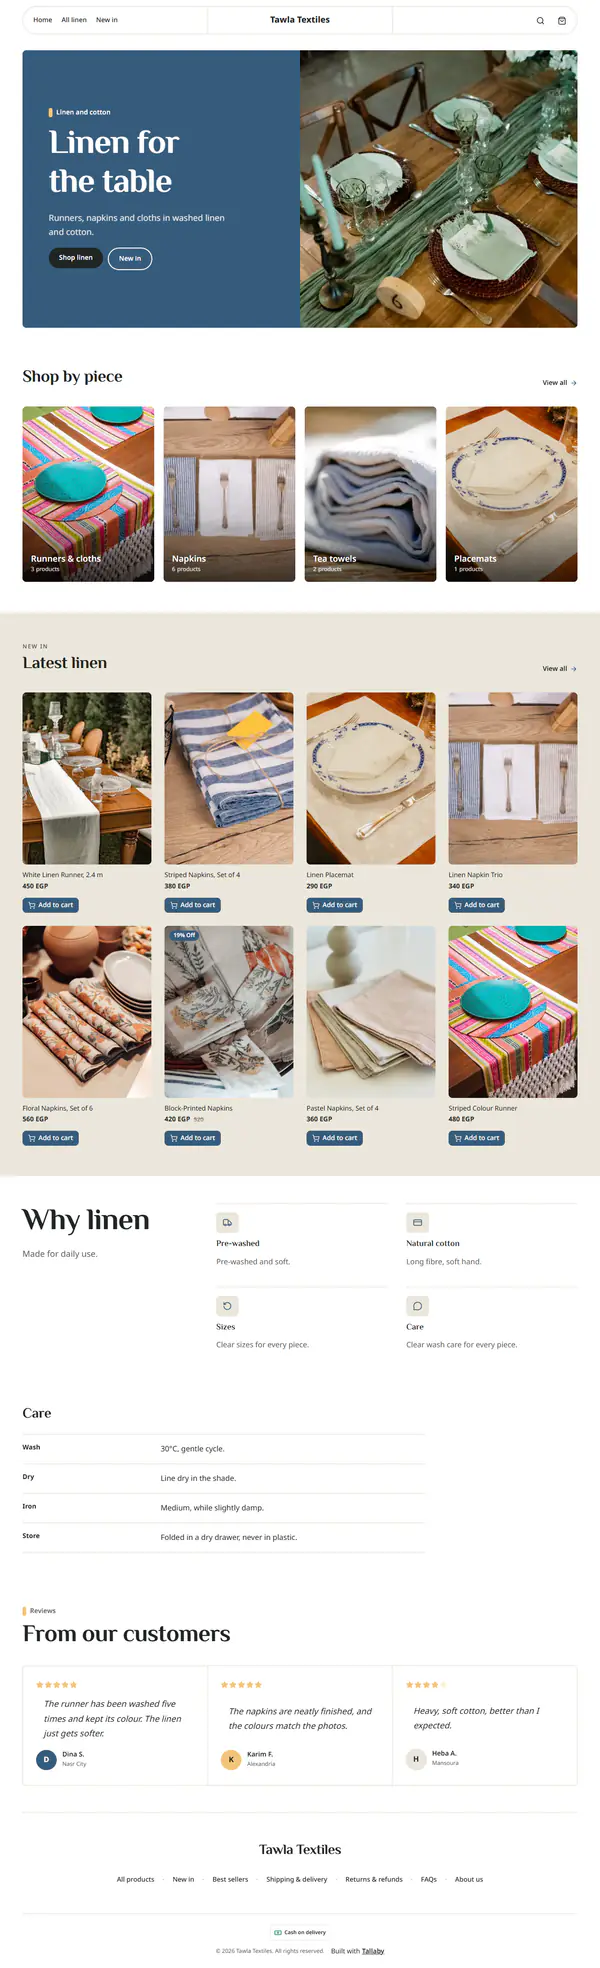 Home All linen New in
Tawla Textiles
Linen and cotton
Linen for
the table
Runners, napkins and cloths in washed linen
and cotton.
Shop linen New in
6
Shop by piece
View all →
Runners & cloths
3 products
Napkins
6 products
Tea towels
2 products
Placemats
1 products
NEW IN
Latest linen
View all →
White Linen Runner, 2.4 m
450 EGP
Add to cart
Striped Napkins, Set of 4
380 EGP
Add to cart
Linen Placemat
290 EGP
Add to cart
Linen Napkin Trio
340 EGP
Add to cart
Floral Napkins, Set of 6
560 EGP
Add to cart
19% Off
Block-Printed Napkins
420 EGP 520
Add to cart
Pastel Napkins, Set of 4
360 EGP
Add to cart
Striped Colour Runner
480 EGP
Add to cart
Why linen
Made for daily use.
Pre-washed
Pre-washed and soft.
Natural cotton
Long fibre, soft hand.
Sizes
Clear sizes for every piece.
Care
Clear wash care for every piece.
Care
Wash 30°C, gentle cycle.
Dry Line dry in the shade.
Iron Medium, while slightly damp.
Store Folded in a dry drawer, never in plastic.
Reviews
From our customers
The runner has been washed five
times and kept its colour. The linen
just gets softer.
D Dina S.
Nasr City
The napkins are neatly finished, and
the colours match the photos.
K Karim F.
Alexandria
Heavy, soft cotton, better than I
expected.
H Heba A.
Mansoura
Tawla Textiles
All products · New in · Best sellers · Shipping & delivery · Returns & refunds · FAQs · About us
Cash on delivery
© 2026 Tawla Textiles. All rights reserved. Built with Tallaby